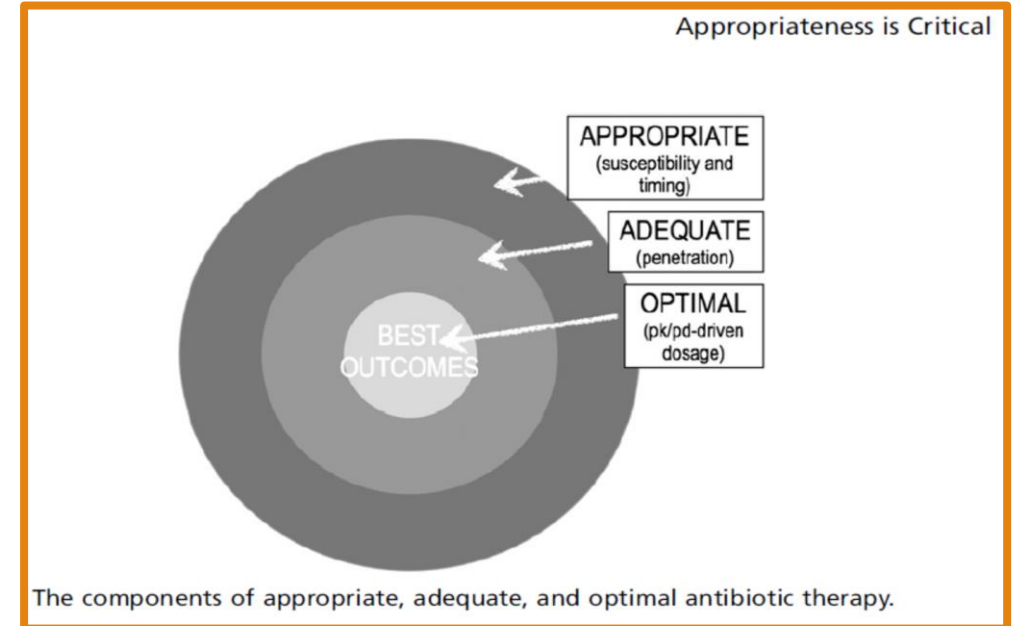 Appropriateness is Critical
APPROPRIATE
(susceptibility and
timing)
ADEQUATE
(penetration)
OPTIMAL
(pk/pd-driven
dosage)
BEST
OUTCOMES
The components of appropriate, adequate, and optimal antibiotic therapy.